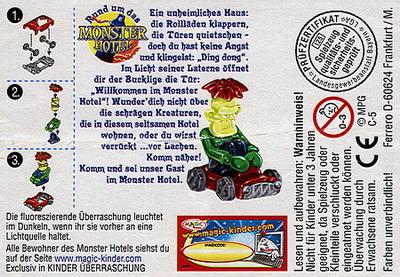 1.
2.
3.
Rund um das
MONSTER
HOTEL
Ein unheimliches Haus:
die Rollläden klappern,
die Türen quietschen -
doch du hast keine Angst
und klingelst: „Ding dong".
Im Licht seiner Laterne öffnet
dir der Bucklige die Tür:
"Willkommen im Monster
Hotel"! Wunder'dich nicht über
die schrägen Kreaturen,
die in diesem seltsamen Hotel
wohnen, oder du wirst
verrückt ...vor Lachen.
Komm näher!
Komm und sei unser Gast
im Monster Hotel.
Die fluoreszierende Überraschung leuchtet
im Dunkeln, wenn ihr sie vorher an eine
Lichtquelle haltet.
Alle Bewohner des Monster Hotels siehst du
auf der Seite www.magic-kinder.com
Exclusiv in KINDER ÜBERRASCHUNG
MAGIC
www.magic-kinder.com
MAGICODE
PRÜFZERTIFIKAT
LGA
Spielzeug
qualitäts- und
sicherheits-
geprüft
Landesgewerbeanstalt Bayern
0-3
© MPG
C-5
CE
Ferrero D-60624 Frankfurt / M.
Lesen und aufbewahren: Warnhinweis!
Nicht für Kinder unter 3 Jahren
geeignet, da Spielzeug oder
Kleinteile verschluckt oder
eingeatmet werden können.
Überwachung durch
Erwachsene ratsam.
Farben unverbindlich!